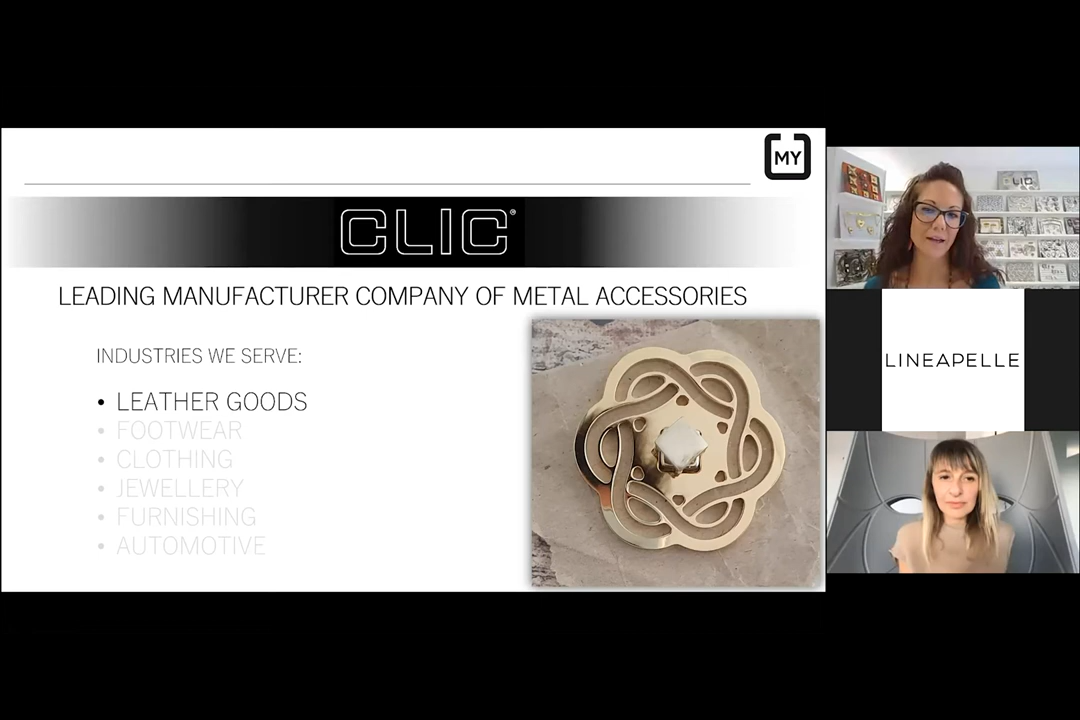 MY
CLIC®
LEADING MANUFACTURER COMPANY OF METAL ACCESSORIES
INDUSTRIES WE SERVE:
• LEATHER GOODS
• FOOTWEAR
• CLOTHING
• JEWELLERY
• FURNISHING
• AUTOMOTIVE
CLIC
LINEAPELLE